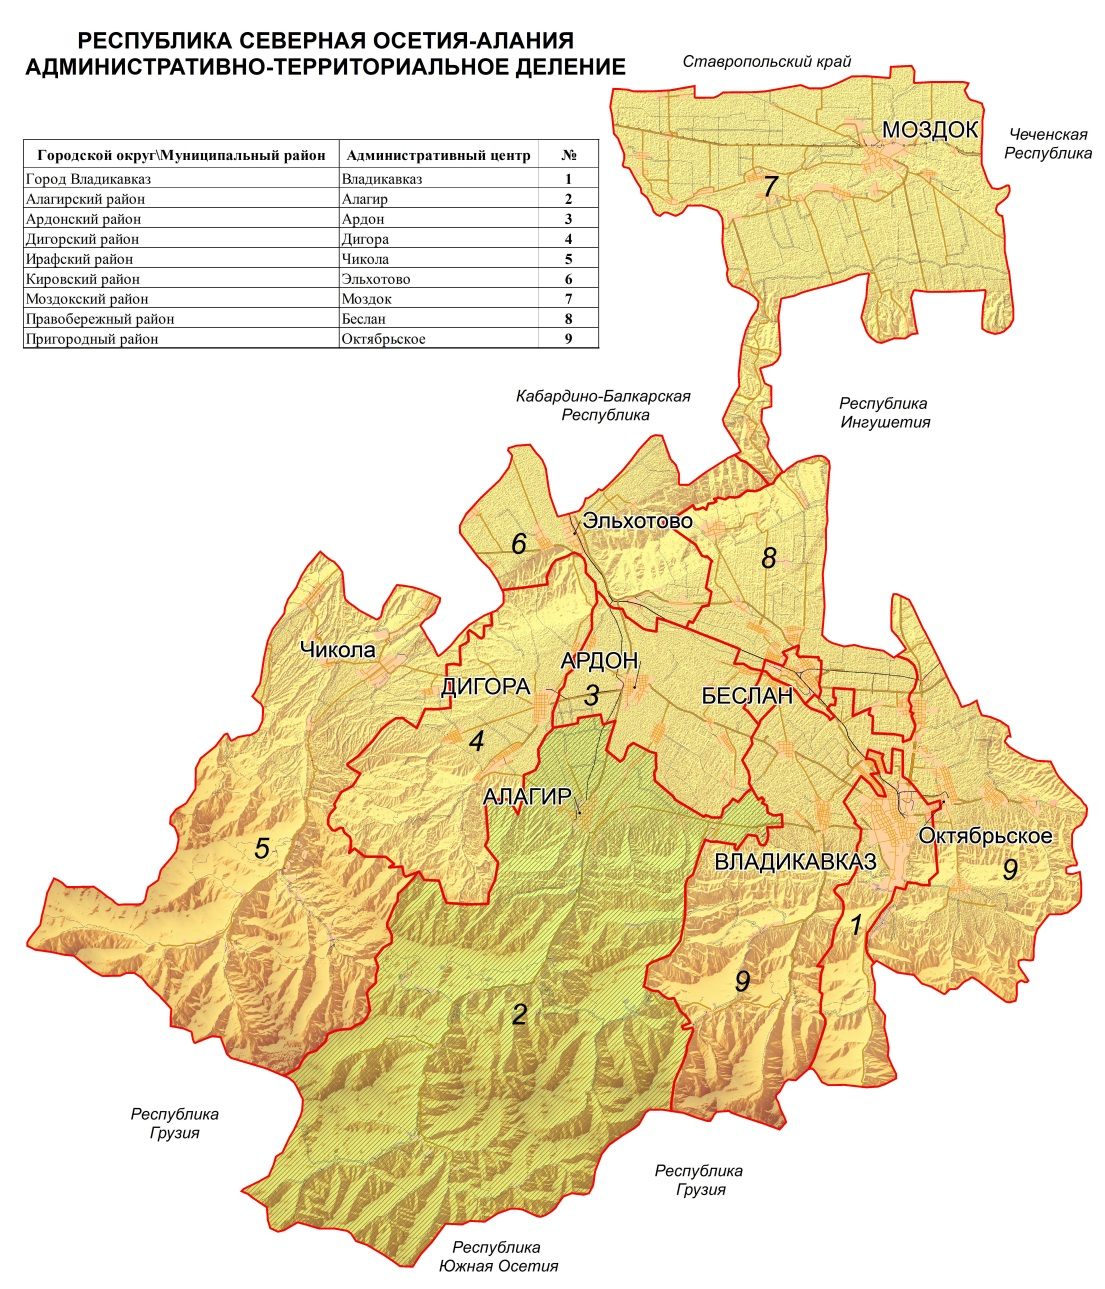 РЕСПУБЛИКА СЕВЕРНАЯ ОСЕТИЯ-АЛАНИЯ
АДМИНИСТРАТИВНО-ТЕРРИТОРИАЛЬНОЕ ДЕЛЕНИЕ
Городской округ\Муниципальный район Административный центр №
Город Владикавказ Владикавказ 1
Алагирский район Алагир 2
Ардонский район Ардон 3
Дигорский район Дигора 4
Ирафский район Чикола 5
Кировский район Эльхотово 6
Моздокский район Моздок 7
Правобережный район Беслан 8
Пригородный район Октябрьское 9
Ставропольский край
МОЗДОК
Чеченская
Республика
7
Кабардино-Балкарская
Республика
Республика
Ингушетия
Эльхотово
6
8
Чикола
АРДОН
ДИГОРА
3
БЕСЛАН
4
АЛАГИР
5
Октябрьское
ВЛАДИКАВКАЗ
9
1
9
2
Республика
Грузия
Республика
Грузия
Республика
Южная Осетия